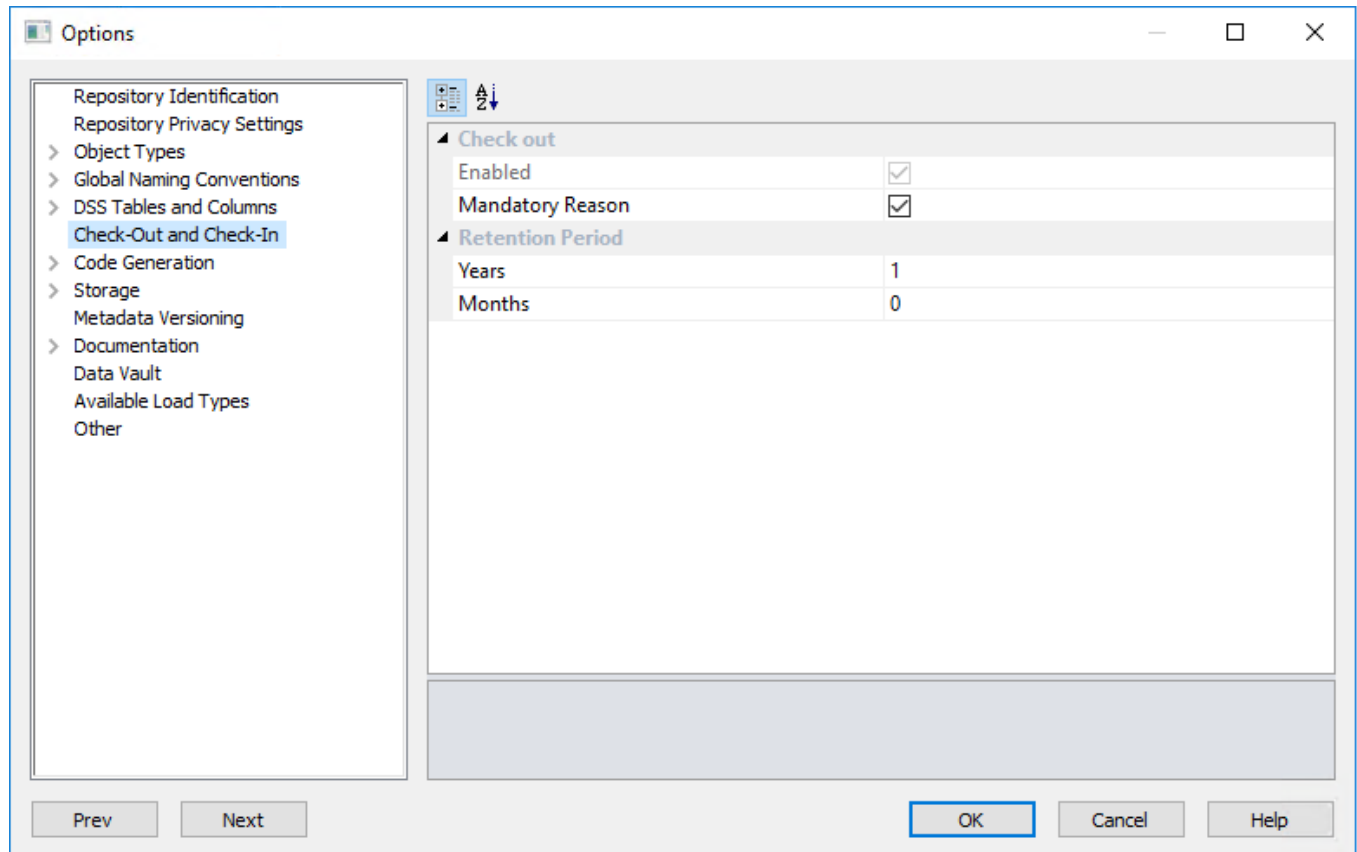 Options
Repository Identification
Repository Privacy Settings
Object Types
Global Naming Conventions
DSS Tables and Columns
Check-Out and Check-In
Code Generation
Storage
Metadata Versioning
Documentation
Data Vault
Available Load Types
Other
A
Z
Check out
Enabled
Mandatory Reason
Retention Period
Years 1
Months 0
Prev Next OK Cancel Help